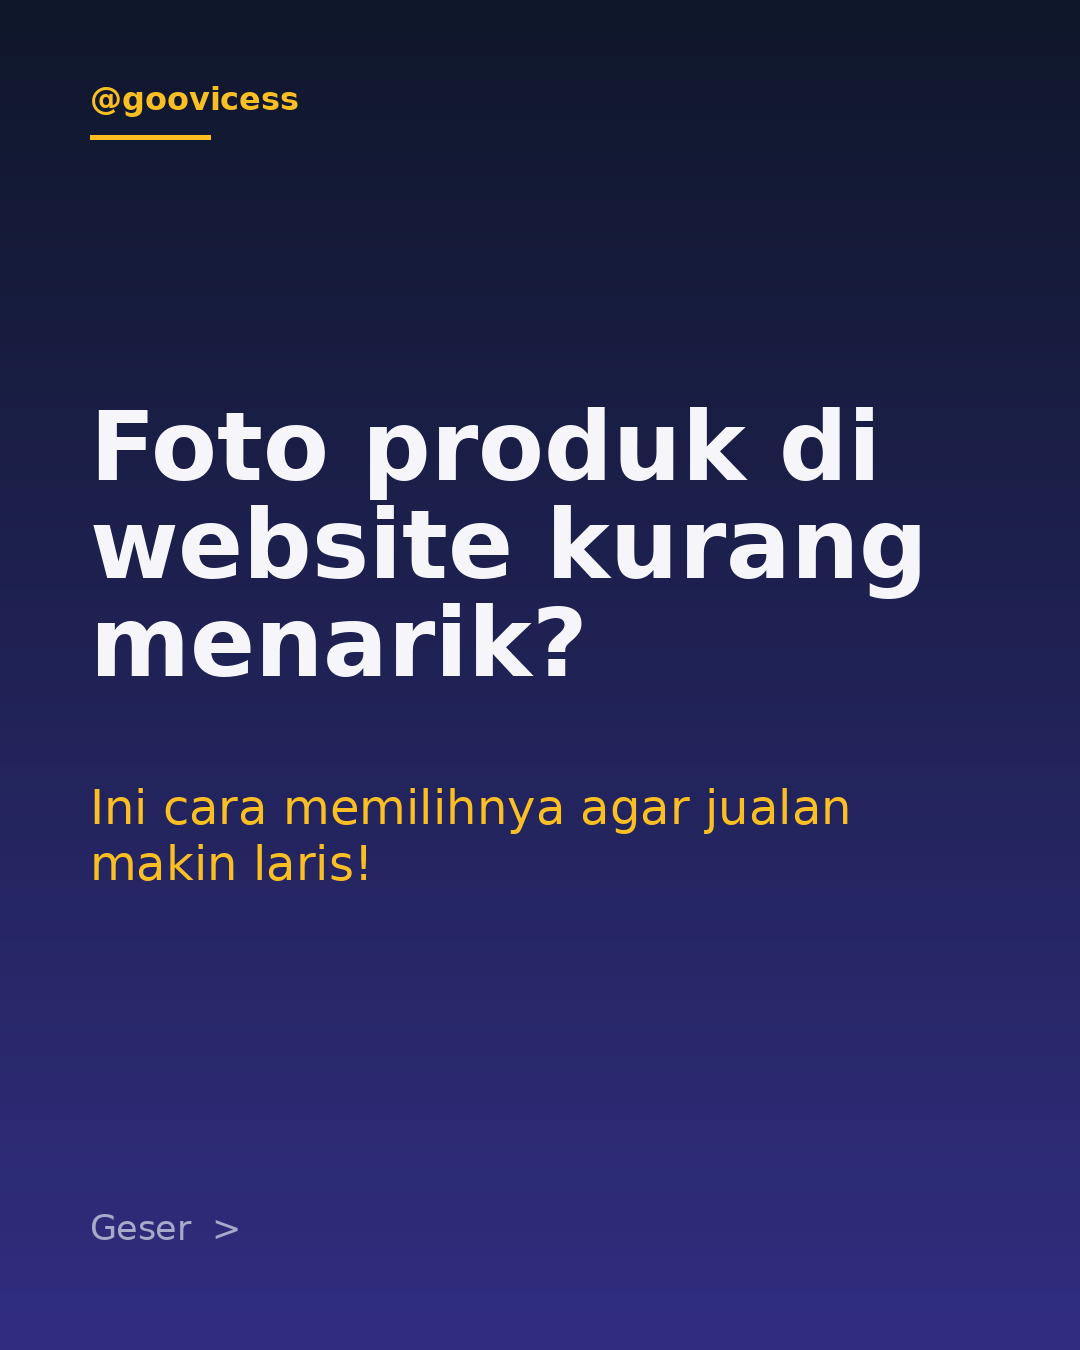 @goovicess
Foto produk di
website kurang
menarik?
Ini cara memilihnya agar jualan
makin laris!
Geser >